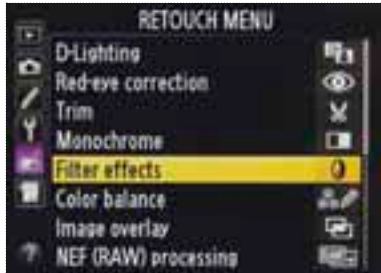 RETOUCH MENU
D-Lighting
Red-eye correction
Trim
Monochrome
Filter effects
Color balance
Image overlay
NEF (RAW) processing